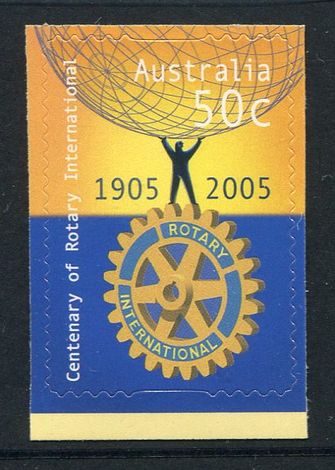 Australia
50c
Centenary of Rotary International
1905 2005
ROTARY
INTERNATIONAL